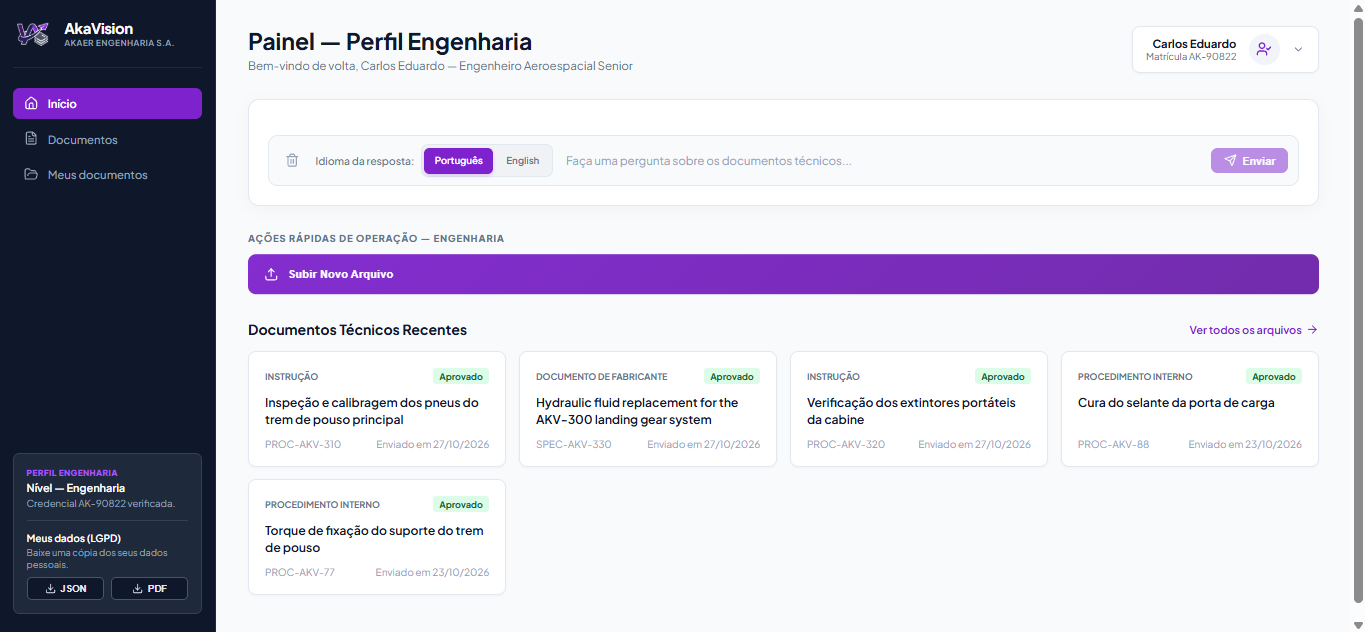 AkaVision
AKAER ENGENHARIA S.A.
Início
Documentos
Meus documentos
PERFIL ENGENHARIA
Nível — Engenharia
Credencial AK-90822 verificada.
Meus dados (LGPD)
Baixe uma cópia dos seus dados
pessoais.
JSON
PDF
Painel — Perfil Engenharia
Bem-vindo de volta, Carlos Eduardo — Engenheiro Aeroespacial Senior
Carlos Eduardo
Matrícula AK-90822
Idioma da resposta:
Português
English
Faça uma pergunta sobre os documentos técnicos...
Enviar
AÇÕES RÁPIDAS DE OPERAÇÃO — ENGENHARIA
Subir Novo Arquivo
Documentos Técnicos Recentes
Ver todos os arquivos →
INSTRUÇÃO
Aprovado
Inspeção e calibragem dos pneus do
trem de pouso principal
PROC-AKV-310
Enviado em 27/10/2026
DOCUMENTO DE FABRICANTE
Aprovado
Hydraulic fluid replacement for the
AKV-300 landing gear system
SPEC-AKV-330
Enviado em 27/10/2026
INSTRUÇÃO
Aprovado
Verificação dos extintores portáteis
da cabine
PROC-AKV-320
Enviado em 27/10/2026
PROCEDIMENTO INTERNO
Aprovado
Cura do selante da porta de carga
PROC-AKV-88
Enviado em 23/10/2026
PROCEDIMENTO INTERNO
Aprovado
Torque de fixação do suporte do trem
de pouso
PROC-AKV-77
Enviado em 23/10/2026